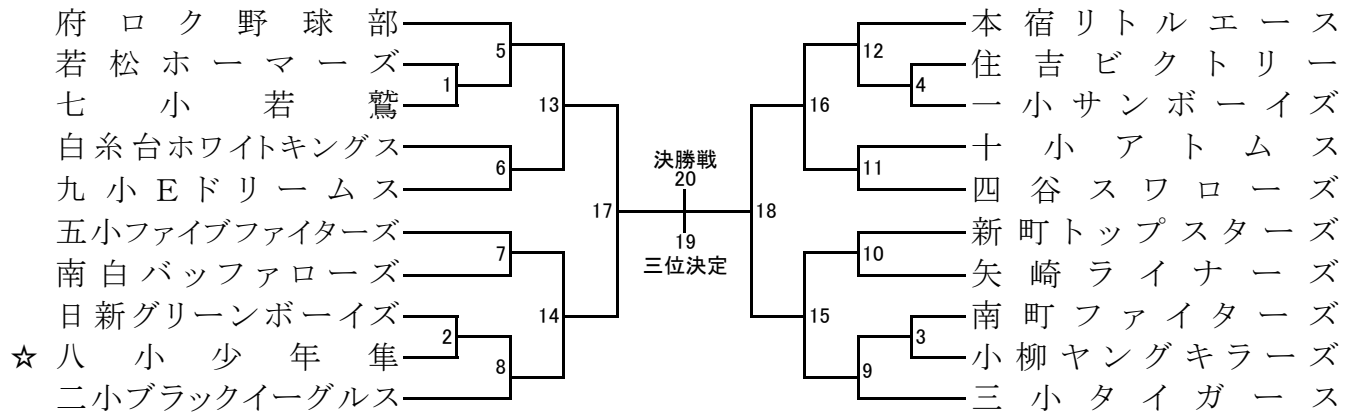 府ロク野球部
若松ホーマーズ
七小若鷲
白糸台ホワイトキングス
九小Eドリームス
五小ファイブファイターズ
南白バッファローズ
日新グリーンボーイズ
☆ 八小少年隼
二小ブラックイーグルス
5
1
13
6
17
7
14
2
8
決勝戦
20
19
三位決定
12
4
16
11
18
10
15
3
9
本宿リトルエース
住吉ビクトリー
一小サンボーイズ
十小アトムス
四谷スワローズ
新町トップスターズ
矢崎ライナーズ
南町ファイターズ
小柳ヤングキラーズ
三小タイガース